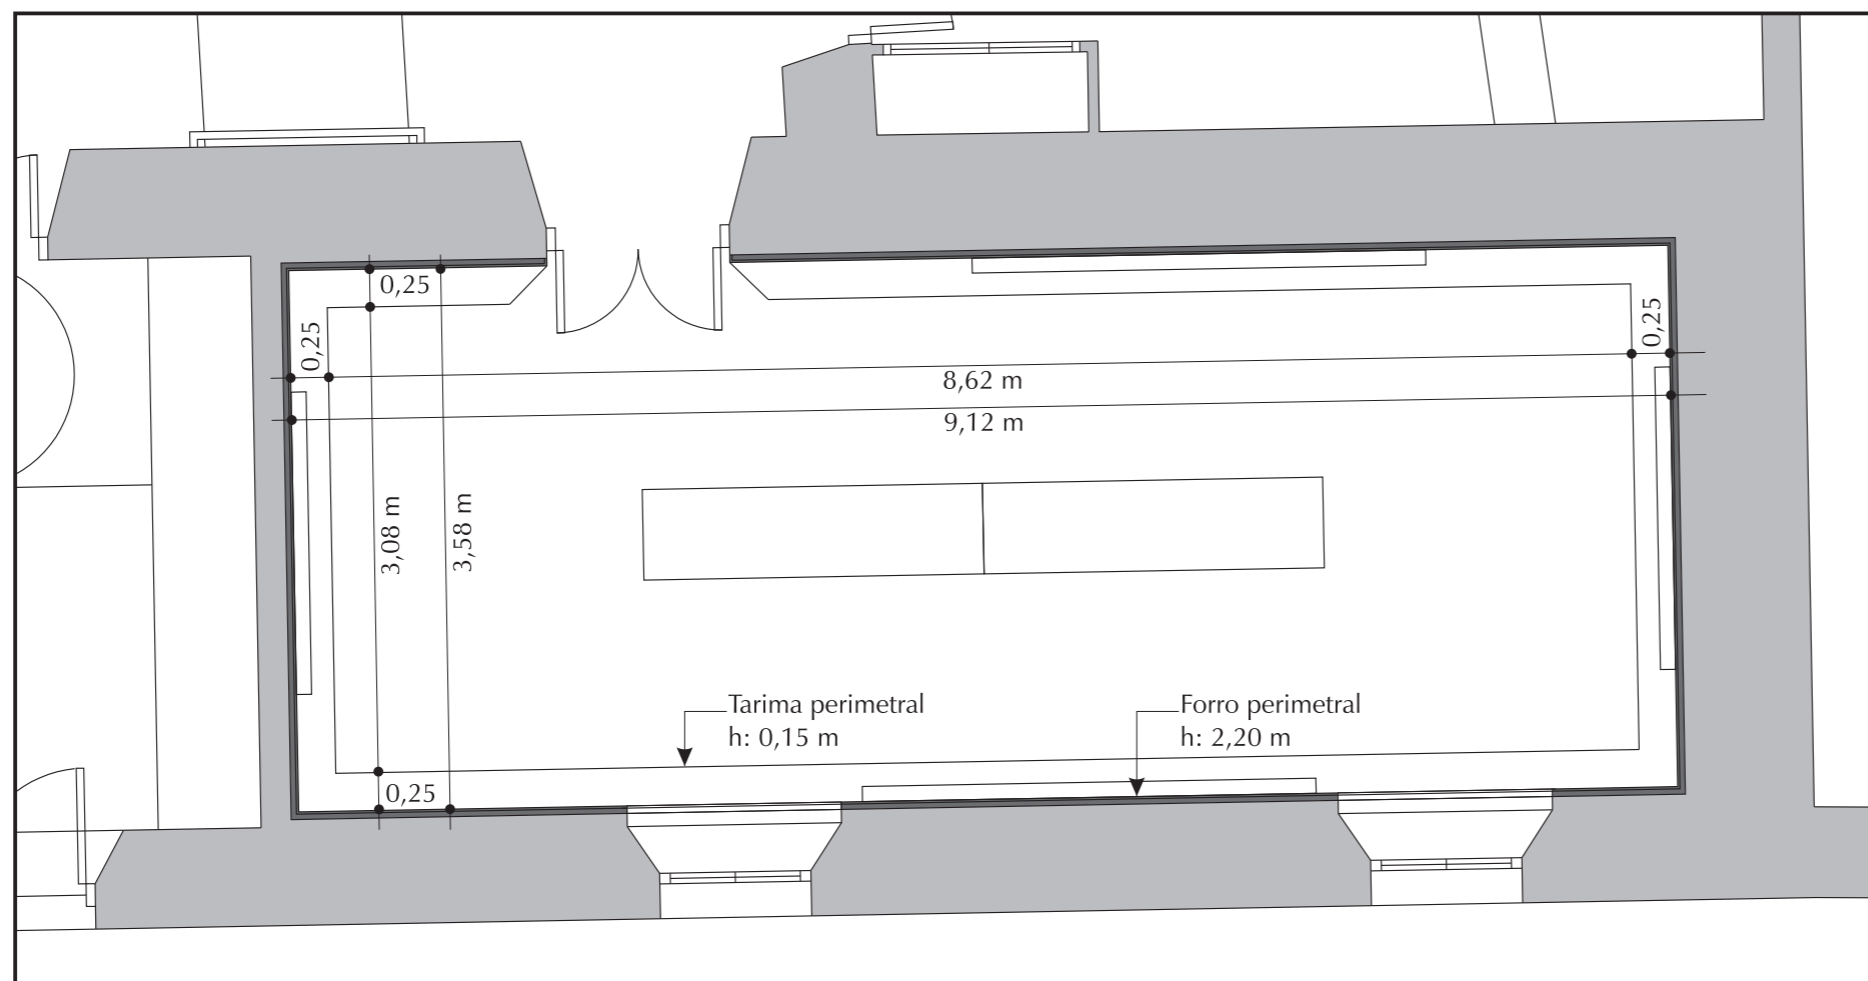 0,25
0,25
0,25
8,62 m
9,12 m
3,08 m
3,58 m
Tarima perimetral
h: 0,15 m
Forro perimetral
h: 2,20 m
0,25